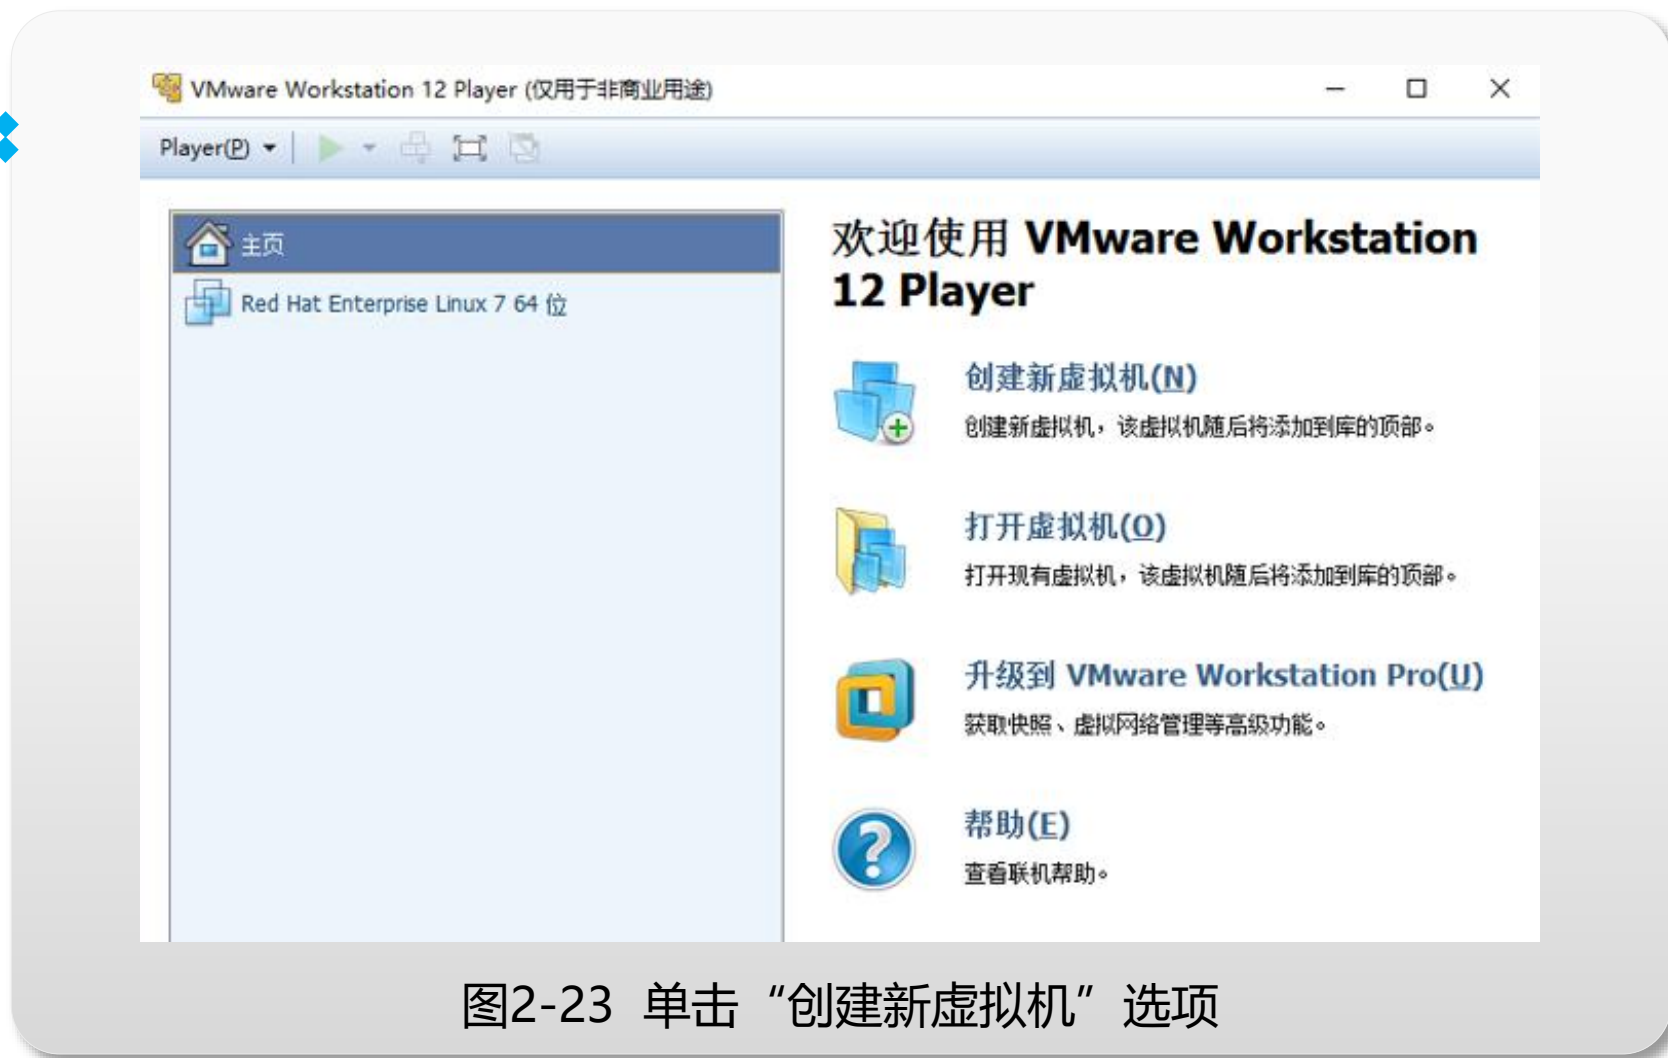 VMware Workstation 12 Player (仅用于非商业用途)
Player(P)
主页
Red Hat Enterprise Linux 7 64 位
欢迎使用 VMware Workstation
12 Player
创建新虚拟机(N)
创建新虚拟机，该虚拟机随后将添加到库的顶部。
打开虚拟机(O)
打开现有虚拟机，该虚拟机随后将添加到库的顶部。
升级到 VMware Workstation Pro(U)
获取快照、虚拟网络管理等高级功能。
帮助(E)
查看联机帮助。
图2-23 单击“创建新虚拟机”选项